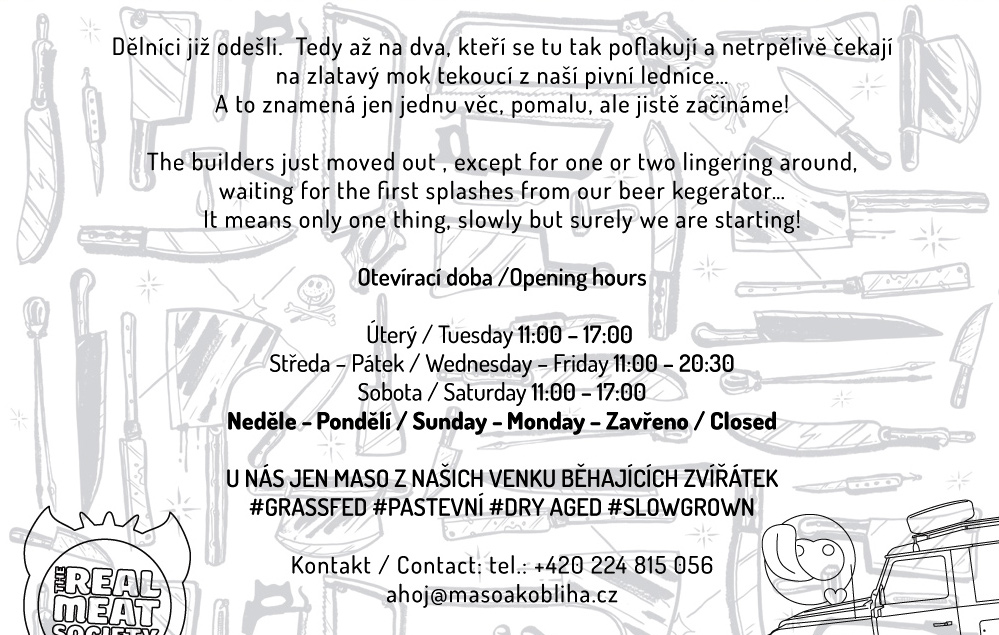 Dělníci již odešli.  Tedy až na dva, kteří se tu tak poflakují a netrpělivě čekají
na zlatavý mok tekoucí z naší pivní lednice...
A to znamená jen jednu věc, pomalu, ale jistě začínáme!
The builders just moved out , except for one or two lingering around,
waiting for the first splashes from our beer kegerator...
It means only one thing, slowly but surely we are starting!
Otevírací doba /Opening hours
Úterý / Tuesday 11:00 – 17:00
Středa – Pátek / Wednesday – Friday 11:00 – 20:30
Sobota / Saturday 11:00 – 17:00
Neděle – Pondělí / Sunday – Monday – Zavřeno / Closed
U NÁS JEN MASO Z NAŠICH VENKU BĚHAJÍCÍCH ZVÍŘÁTEK
#GRASSFED #PASTEVNÍ #DRY AGED #SLOWGROWN
Kontakt / Contact: tel.: +420 224 815 056
ahoj@masoakobliha.cz
THE REAL
MEAT
SOCIETY